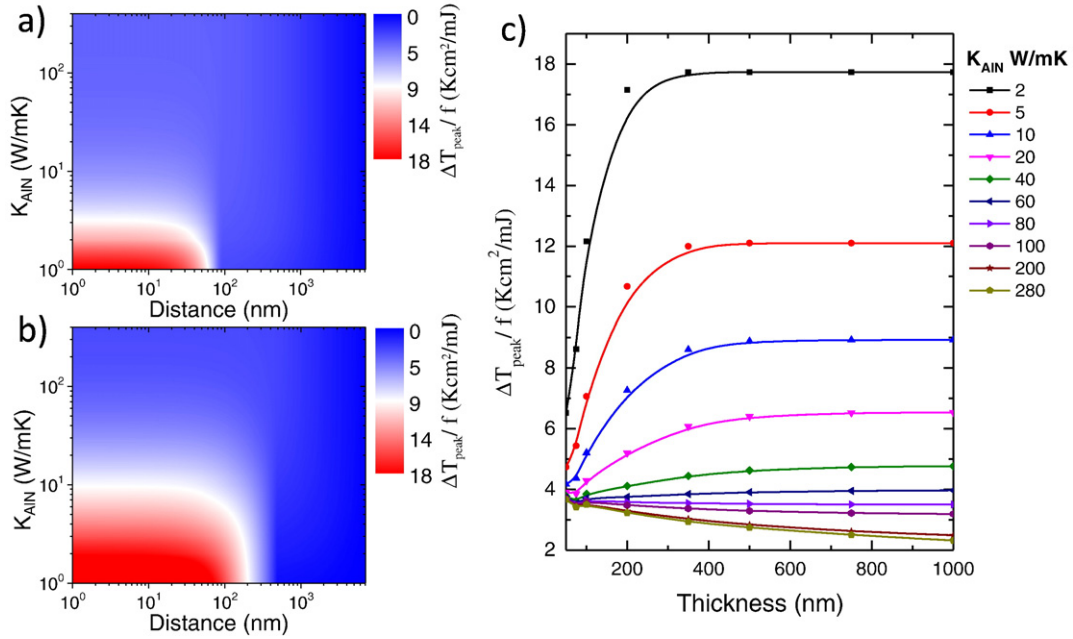 a)
10²
10¹
10⁰
K_AlN (W/mK)
10⁰ 10¹ 10² 10³
Distance (nm)
0
5
9
14
18
ΔT_peak/ f (Kcm²/mJ)
b)
10²
10¹
10⁰
K_AlN (W/mK)
10⁰ 10¹ 10² 10³
Distance (nm)
0
5
9
14
18
ΔT_peak/ f (Kcm²/mJ)
c)
18
16
14
12
10
8
6
4
2
ΔT_peak/ f (Kcm²/mJ)
200 400 600 800 1000
Thickness (nm)
K_AlN W/mK
2
5
10
20
40
60
80
100
200
280